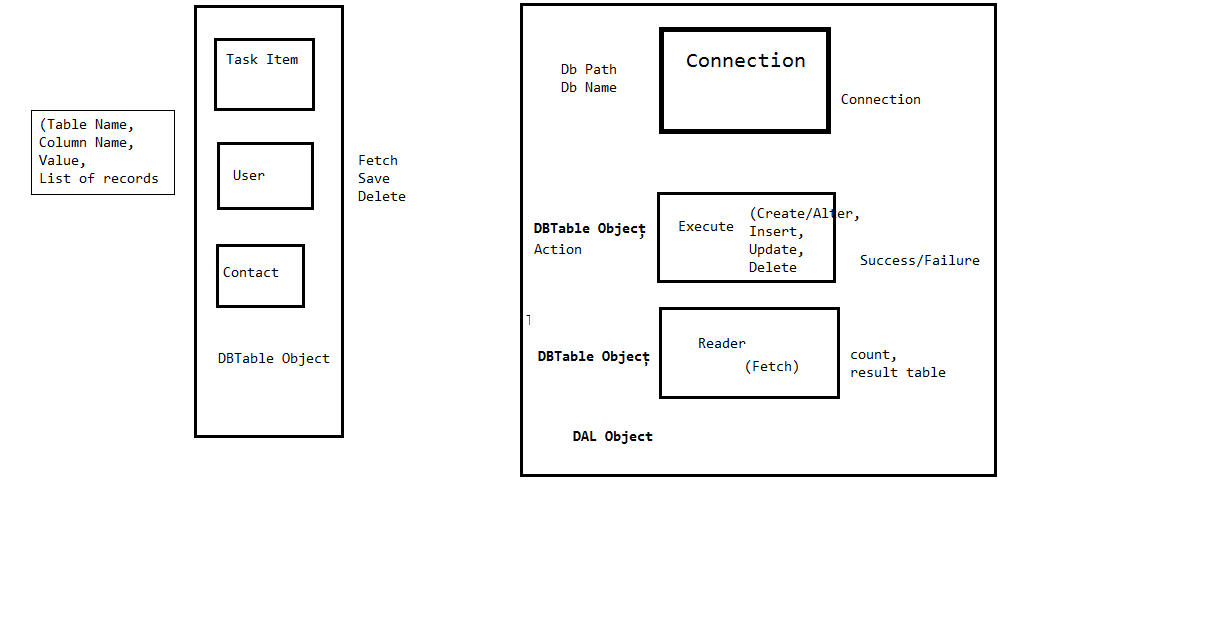 Task Item
(Table Name,
Column Name,
Value,
List of records
User
Fetch
Save
Delete
Contact
DBTable Object
Connection
Db Path
Db Name
Connection
DBTable Object,
Action
Execute
(Create/Alter,
Insert,
Update,
Delete
Success/Failure
DBTable Object,
Reader
(Fetch)
count,
result table
DAL Object